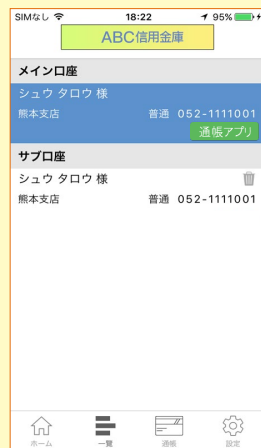 SIMなし 18:22 95%
ABC信用金庫
メイン口座
シュウ タロウ 様
熊本支店 普通 052-1111001
通帳アプリ
サブ口座
シュウ タロウ 様
熊本支店 普通 052-1111001
ホーム 一覧 通帳 設定